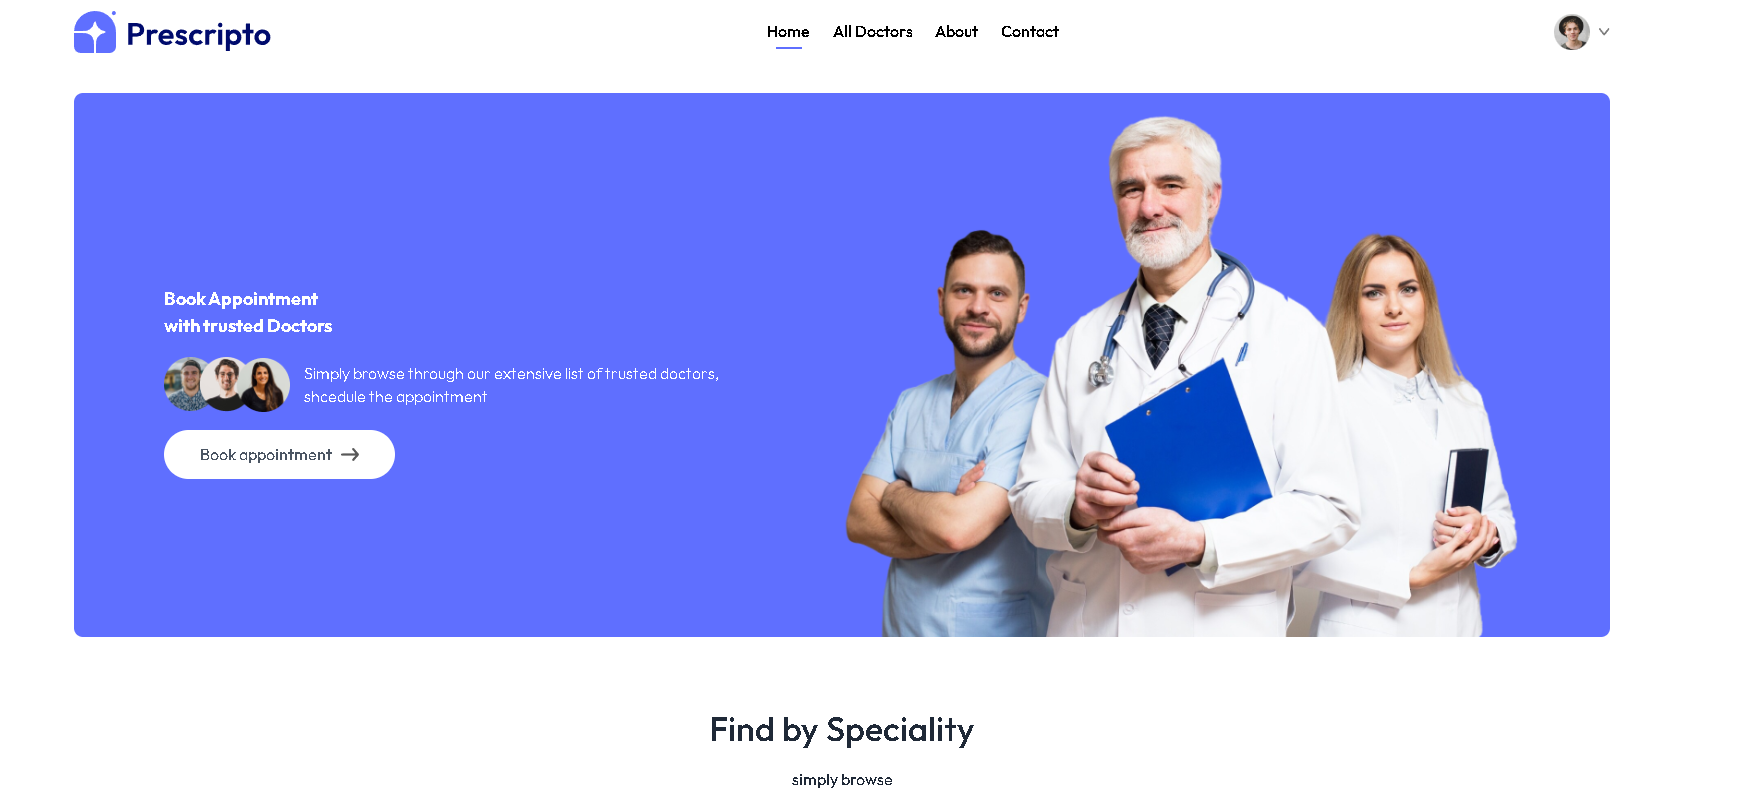 Prescripto
Home All Doctors About Contact
Book Appointment
with trusted Doctors
Simply browse through our extensive list of trusted doctors,
shcedule the appointment
Book appointment
Find by Speciality
simply browse